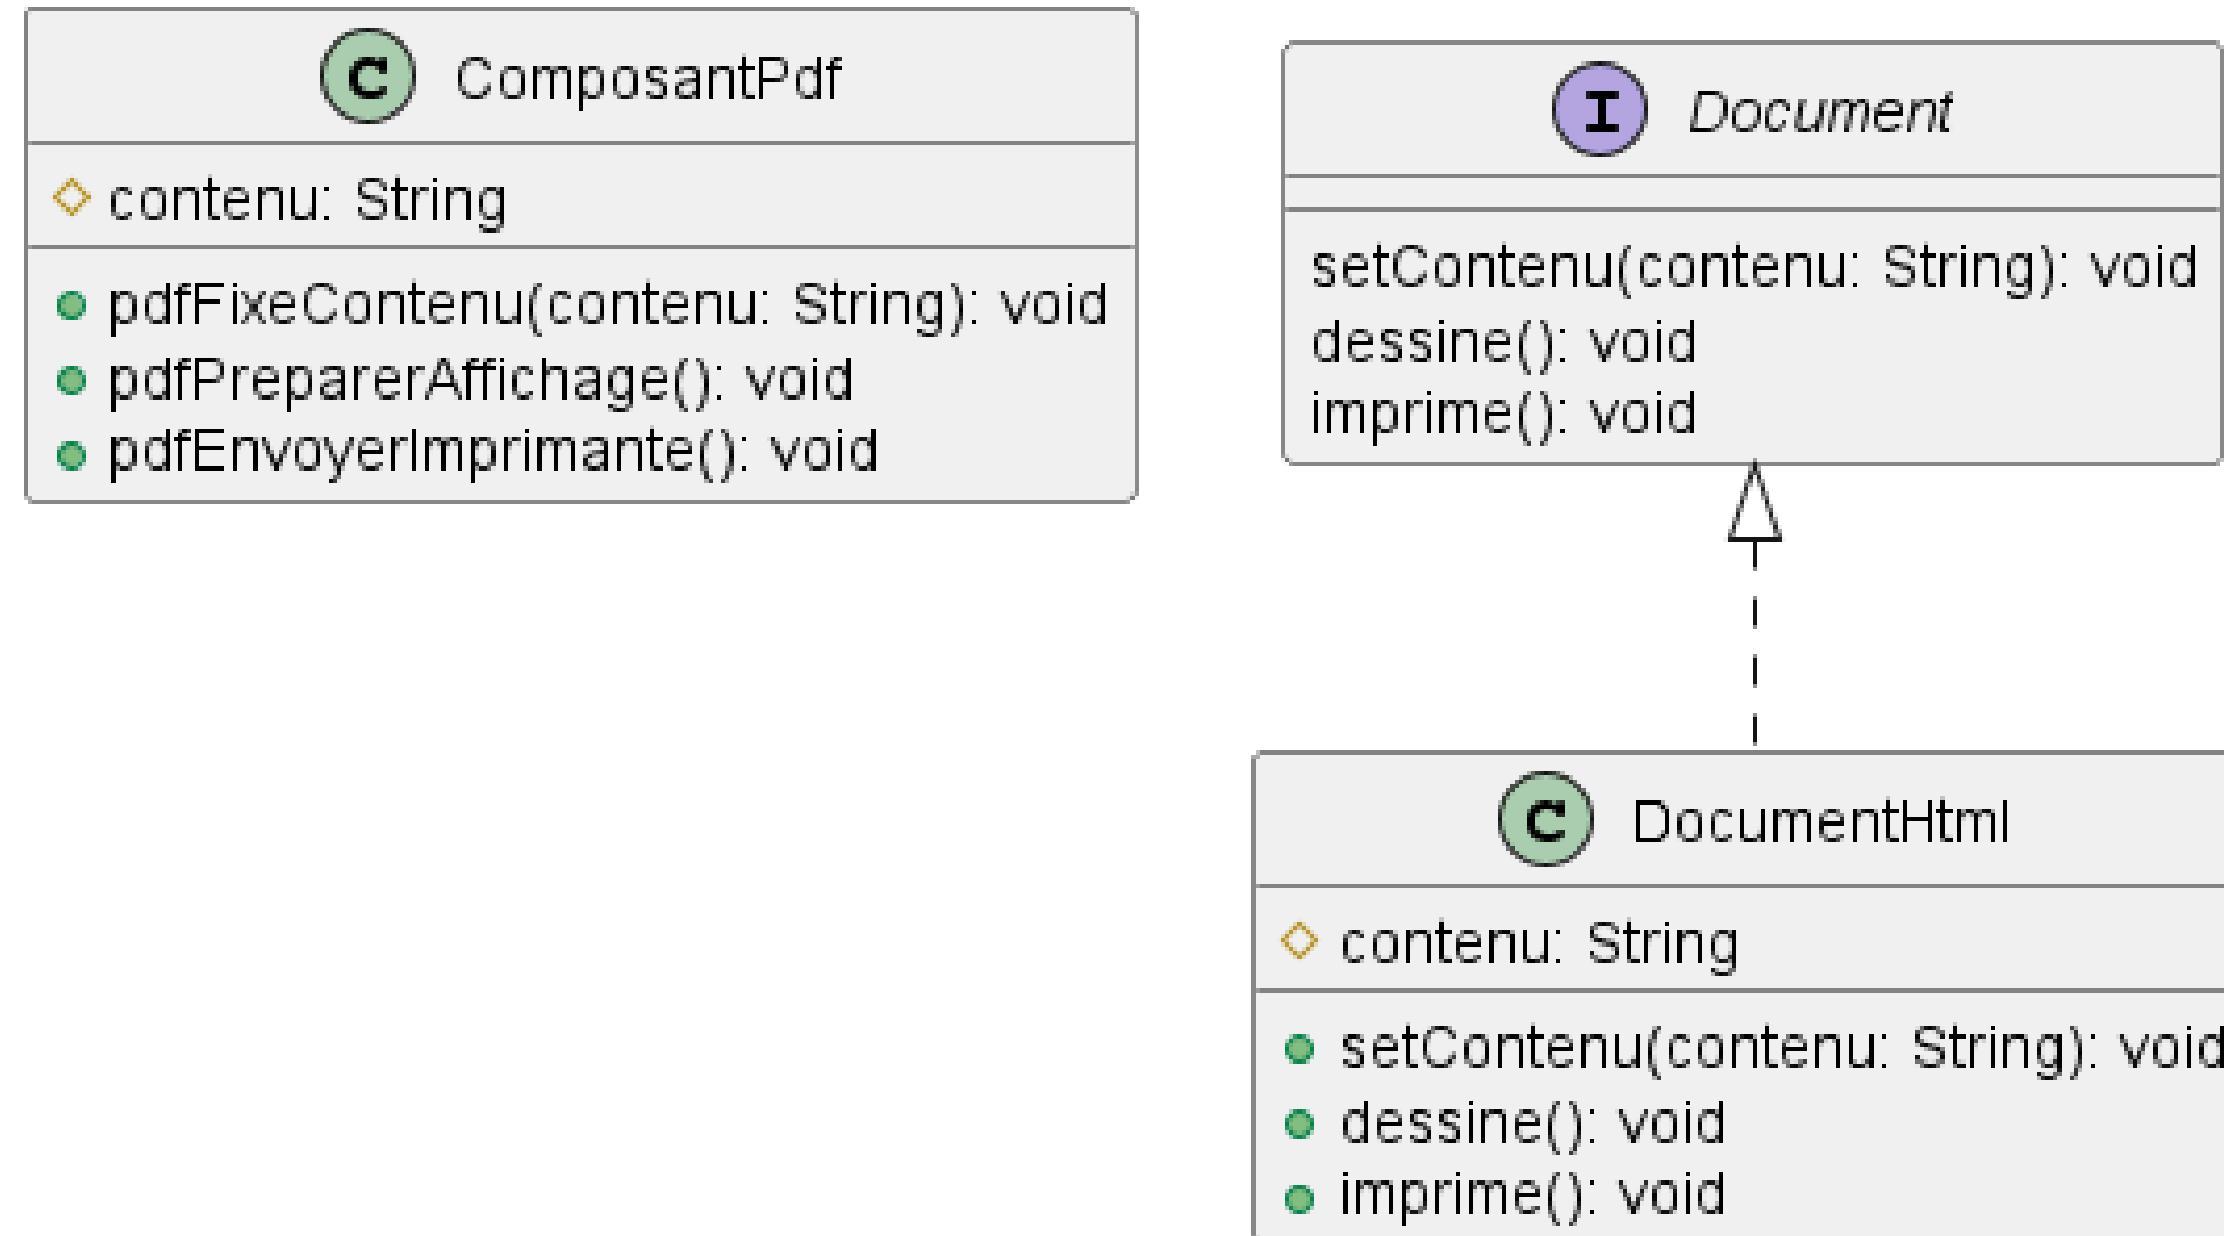 C ComposantPdf
contenu: String
pdfFixeContenu(contenu: String): void
pdfPreparerAffichage(): void
pdfEnvoyerImprimante(): void
I Document
setContenu(contenu: String): void
dessine(): void
imprime(): void
C DocumentHtml
contenu: String
setContenu(contenu: String): void
dessine(): void
imprime(): void